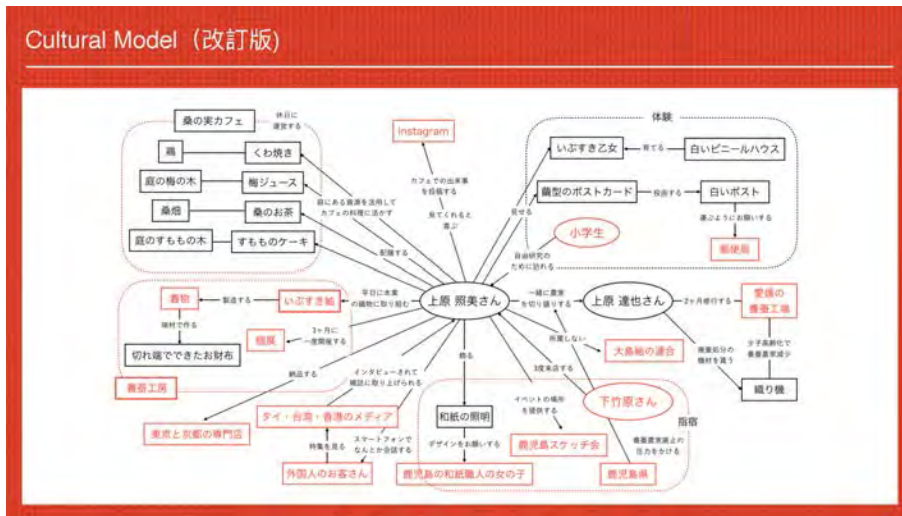 Cultural Model（改訂版）
桑の実カフェ
休日に
運営する
鶏
くわ焼き
庭の梅の木
梅ジュース
桑畑
桑のお茶
庭のすももの木
すもものケーキ
庭にある資源を活用して
カフェの料理に活かす
配膳する
Instagram
カフェでの出来事
を投稿する
見てくれると
喜ぶ
体験
いぶすき乙女
育てる
白いビニールハウス
繭型のポストカード
投函する
白いポスト
見せる
運ぶようにお願いする
郵便局
小学生
自由研究の
ために訪れる
着物
製造する
いぶすき紬
平日に本業
の織物に取り組む
端材で作る
切れ端でできたお財布
個展
3ヶ月に
一度開催する
養蚕工房
上原 照美さん
一緒に農家
を切り盛りする
上原 達也さん
2ヶ月修行する
愛媛の
養蚕工場
少子高齢化で
養蚕農家減少
廃棄処分の
機材を貰う
織り機
所属しない
大島紬の連合
納品する
東京と京都の専門店
インタビューされて
雑誌に取り上げられる
タイ・台湾・香港のメディア
特集を見る
スマートフォンで
なんとか会話する
外国人のお客さん
飾る
和紙の照明
デザインをお願いする
鹿児島の和紙職人の女の子
3度来店する
下竹原さん
指宿
イベントの場所
を提供する
鹿児島スケッチ会
養蚕農家廃止の
圧力をかける
鹿児島県